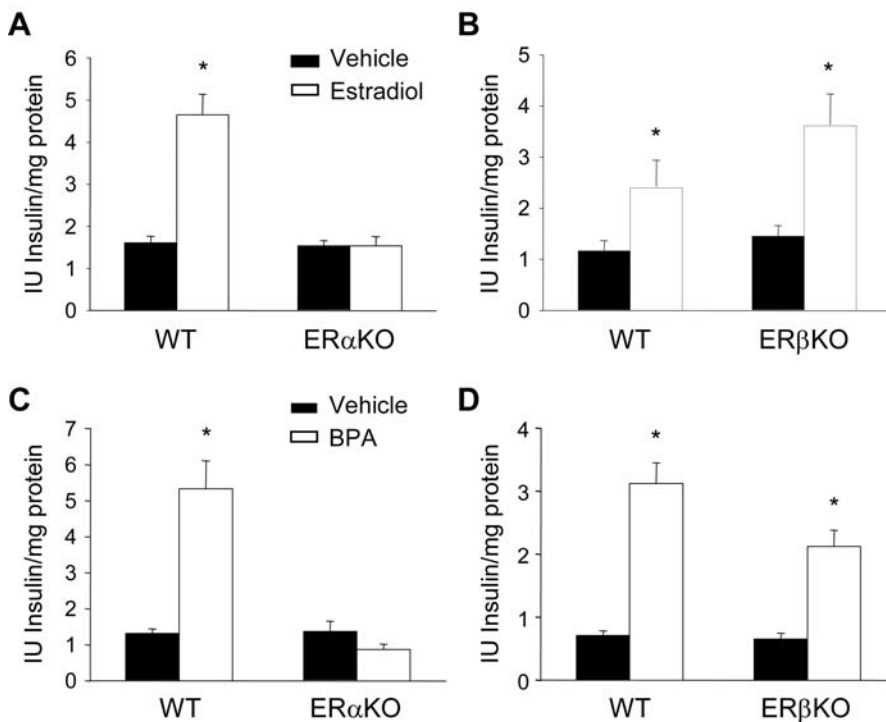 A
IU Insulin/mg protein
6
5
4
3
2
1
0
*
Vehicle
Estradiol
WT ERαKO
B
IU Insulin/mg protein
5
4
3
2
1
0
*
*
WT ERβKO
C
IU Insulin/mg protein
7
6
5
4
3
2
1
0
*
Vehicle
BPA
WT ERαKO
D
IU Insulin/mg protein
4
3
2
1
0
*
*
WT ERβKO